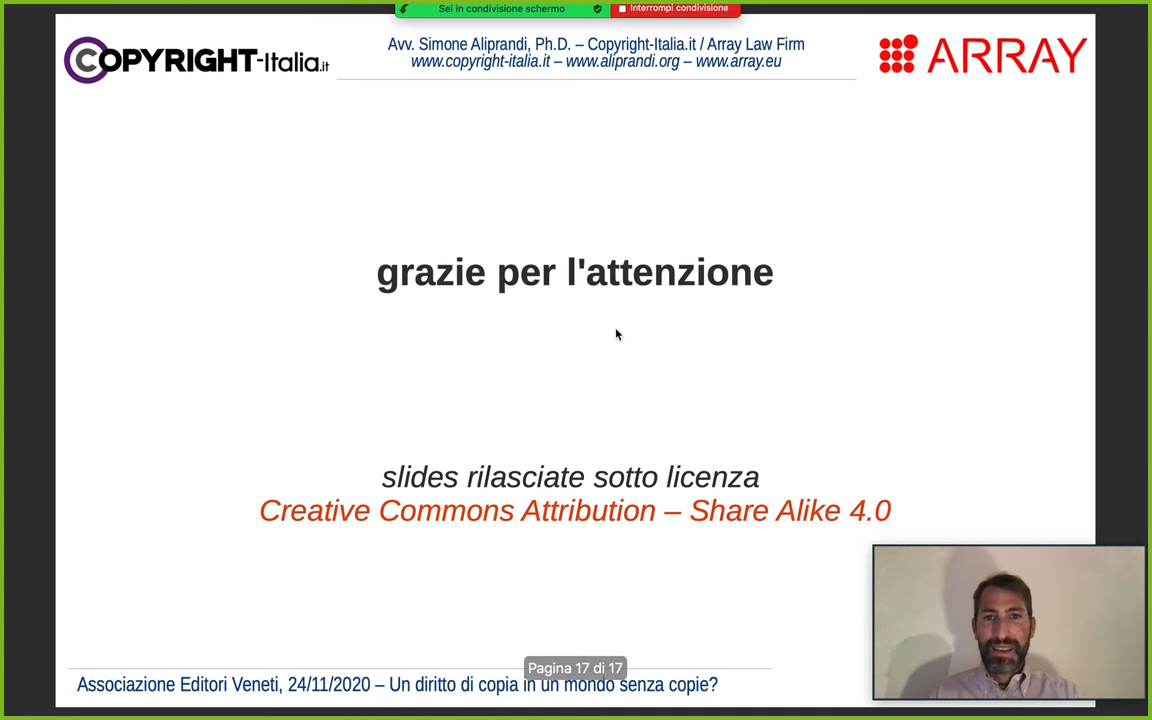 Sei in condivisione schermo
Interrompi condivisione
COPYRIGHT-Italia.it
Avv. Simone Aliprandi, Ph.D. – Copyright-Italia.it / Array Law Firm
www.copyright-italia.it – www.aliprandi.org – www.array.eu
ARRAY
grazie per l'attenzione
slides rilasciate sotto licenza
Creative Commons Attribution – Share Alike 4.0
Pagina 17 di 17
Associazione Editori Veneti, 24/11/2020 – Un diritto di copia in un mondo senza copie?